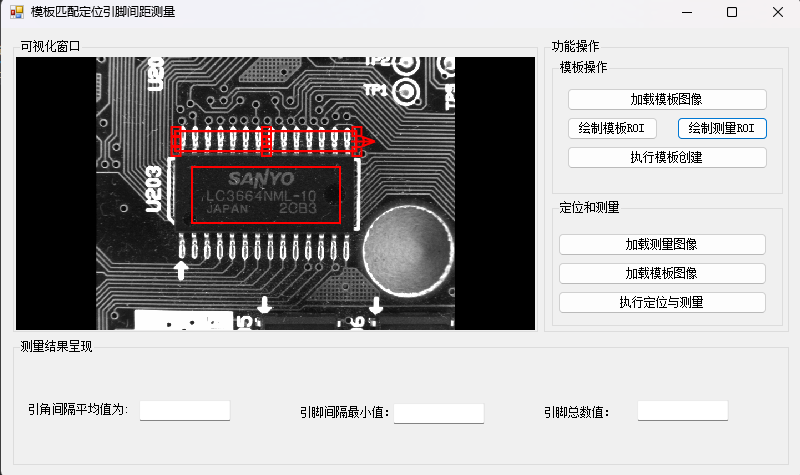 模板匹配定位引脚间距测量
可视化窗口
U20
TP2
TP1
TP
U203
SANYO
LC3664NML-10
JAPAN 2CB3
功能操作
模板操作
加载模板图像
绘制模板ROI
绘制测量ROI
执行模板创建
定位和测量
加载测量图像
加载模板图像
执行定位与测量
测量结果呈现
引角间隔平均值为:
引脚间隔最小值:
引脚总数值: